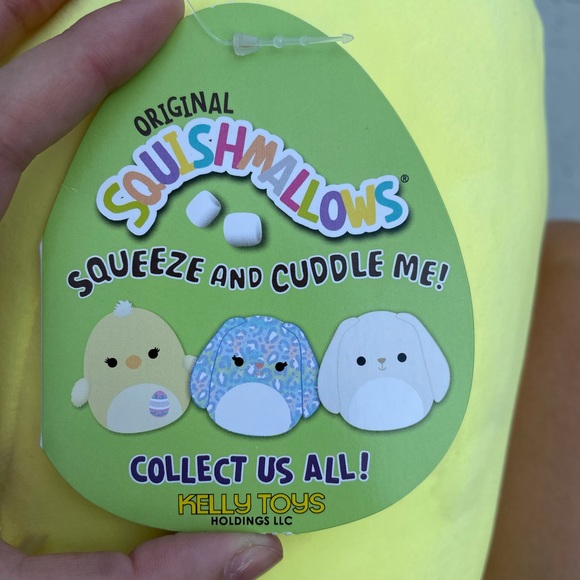 ORIGINAL
SQUISHMALLOWS®
SQUEEZE AND CUDDLE ME!
COLLECT US ALL!
KELLY TOYS
HOLDINGS LLC